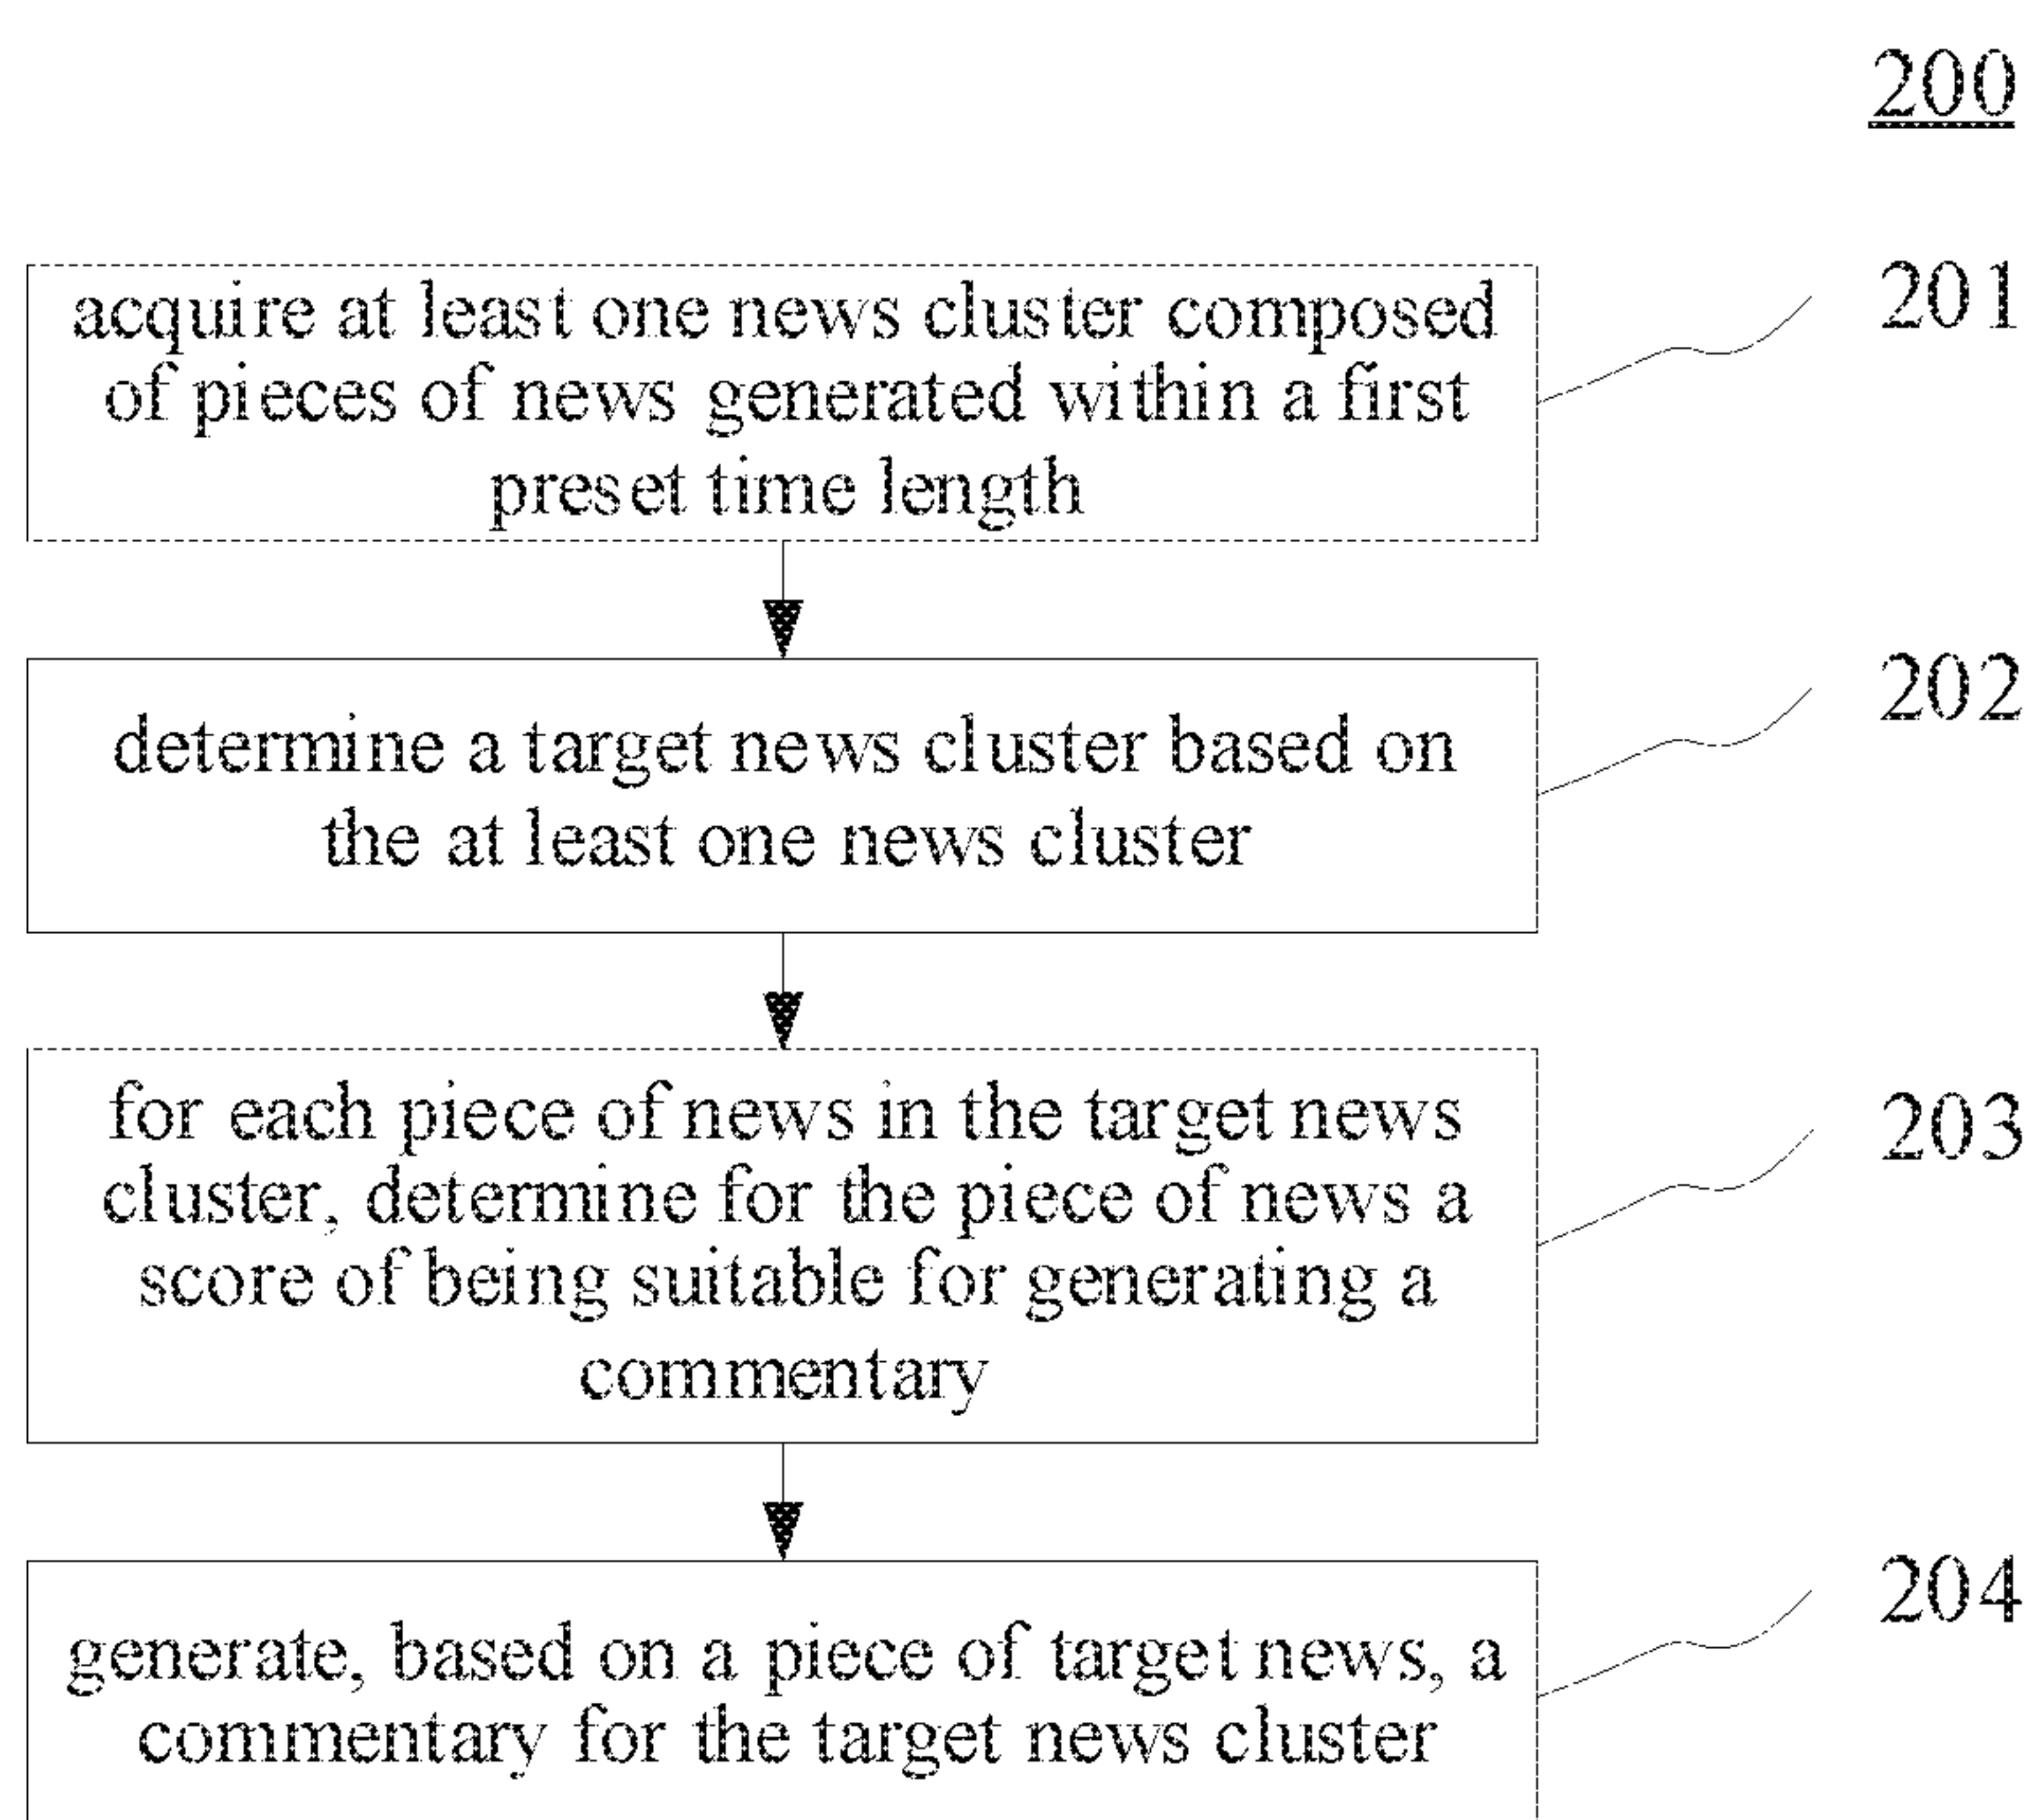 200
acquire at least one news cluster composed
of pieces of news generated within a first
preset time length
201
determine a target news cluster based on
the at least one news cluster
202
for each piece of news in the target news
cluster, determine for the piece of news a
score of being suitable for generating a
commentary
203
generate, based on a piece of target news, a
commentary for the target news cluster
204